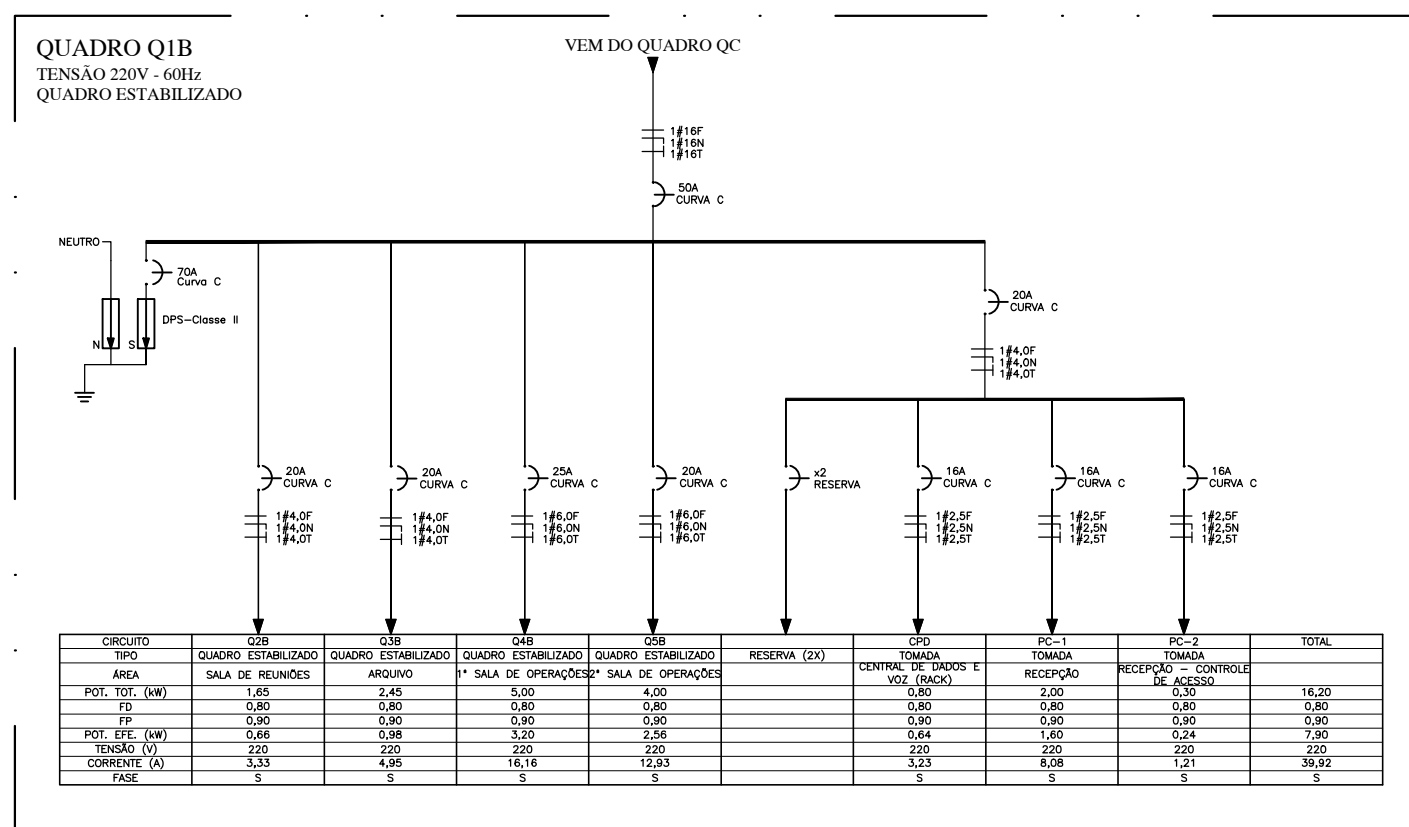 QUADRO Q1B
TENSÃO 220V - 60Hz
QUADRO ESTABILIZADO
VEM DO QUADRO QC
1#16F
1#16N
1#16T
50A
CURVA C
NEUTRO
70A
Curva C
DPS-Classe II
N
S
20A
CURVA C
1#4,0F
1#4,0N
1#4,0T
20A
CURVA C
1#4,0F
1#4,0N
1#4,0T
20A
CURVA C
1#4,0F
1#4,0N
1#4,0T
25A
CURVA C
1#6,0F
1#6,0N
1#6,0T
20A
CURVA C
1#6,0F
1#6,0N
1#6,0T
x2
RESERVA
16A
CURVA C
1#2,5F
1#2,5N
1#2,5T
16A
CURVA C
1#2,5F
1#2,5N
1#2,5T
16A
CURVA C
1#2,5F
1#2,5N
1#2,5T
CIRCUITO Q2B Q3B Q4B Q5B CPD PC-1 PC-2 TOTAL
TIPO QUADRO ESTABILIZADO QUADRO ESTABILIZADO QUADRO ESTABILIZADO QUADRO ESTABILIZADO RESERVA (2X) TOMADA TOMADA TOMADA
ÁREA SALA DE REUNIÕES ARQUIVO 1ª SALA DE OPERAÇÕES 2ª SALA DE OPERAÇÕES CENTRAL DE DADOS E VOZ (RACK) RECEPÇÃO RECEPÇÃO - CONTROLE DE ACESSO
POT. TOT. (kW) 1,65 2,45 5,00 4,00 0,80 2,00 0,30 16,20
FD 0,80 0,80 0,80 0,80 0,80 0,80 0,80 0,80
FP 0,90 0,90 0,90 0,90 0,90 0,90 0,90 0,90
POT. EFE. (kW) 0,66 0,98 3,20 2,56 0,64 1,60 0,24 7,90
TENSÃO (V) 220 220 220 220 220 220 220 220
CORRENTE (A) 3,33 4,95 16,16 12,93 3,23 8,08 1,21 39,92
FASE S S S S S S S S